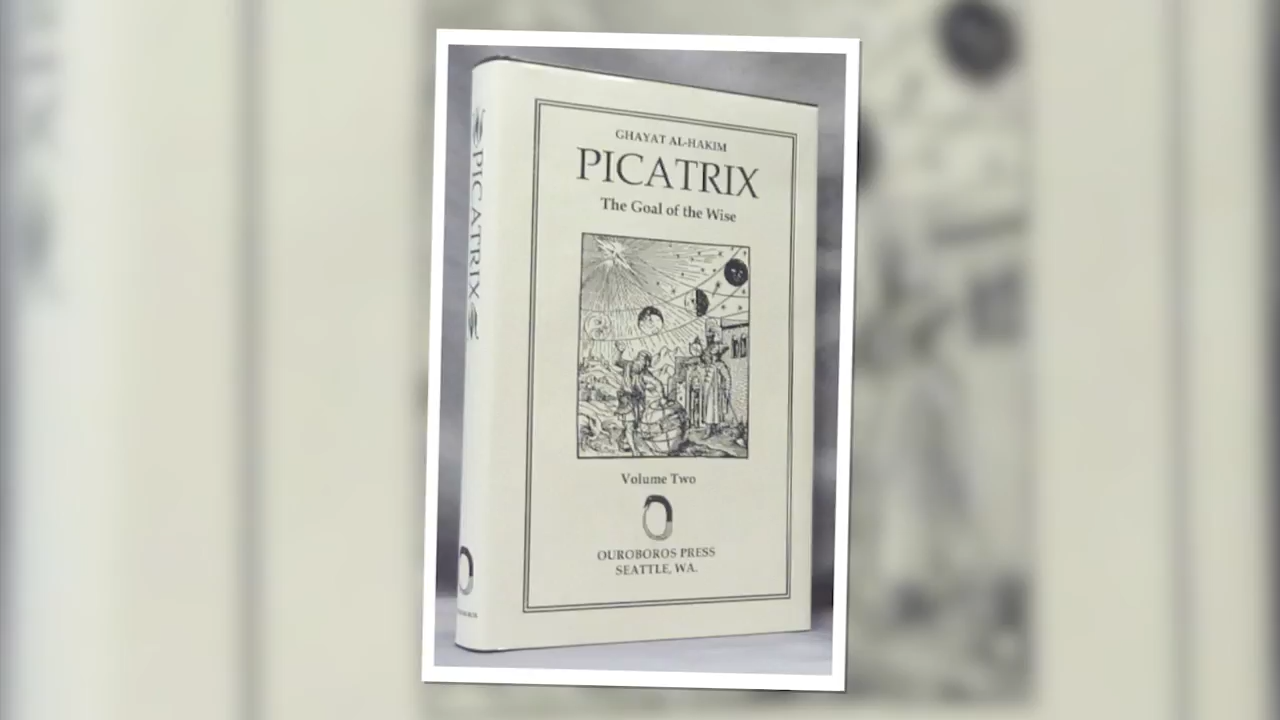 GHAYAT AL-HAKIM
PICATRIX
The Goal of the Wise
Volume Two
OUROBOROS PRESS
SEATTLE, WA.
PICATRIX